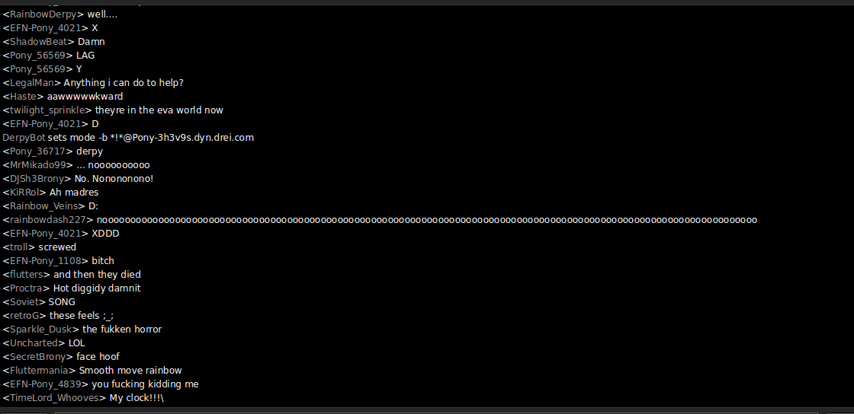 <RainbowDerpy> well....
<EFN-Pony_4021> X
<ShadowBeat> Damn
<Pony_56569> LAG
<Pony_56569> Y
<LegalMan> Anything i can do to help?
<Haste> aawwwwwkward
<twilight_sprinkle> theyre in the eva world now
<EFN-Pony_4021> D
DerpyBot sets mode -b *!*@Pony-3h3v9s.dyn.drei.com
<Pony_36717> derpy
<MrMikado99> ... noooooooooo
<DJSh3Brony> No. Nonononono!
<KiRRol> Ah madres
<Rainbow_Veins> D:
<rainbowdash227> nooooooooooooooooooooooooooooooooooooooooooooooooooooooooooooooooooooooooooooooooooooooooooooooooooooooooooooooooooooo
<EFN-Pony_4021> XDDD
<troll> screwed
<EFN-Pony_1108> bitch
<flutters> and then they died
<Proctra> Hot diggidy damnit
<Soviet> SONG
<retroG> these feels ;_;
<Sparkle_Dusk> the fukken horror
<Uncharted> LOL
<SecretBrony> face hoof
<Fluttermania> Smooth move rainbow
<EFN-Pony_4839> you fucking kidding me
<TimeLord_Whooves> My clock!!!\